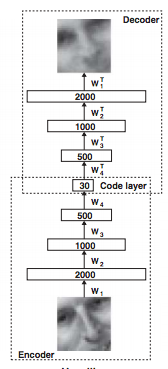 Decoder
W₁ᵀ
2000
W₂ᵀ
1000
W₃ᵀ
500
W₄ᵀ
30 Code layer
W₄
500
W₃
1000
W₂
2000
W₁
Encoder